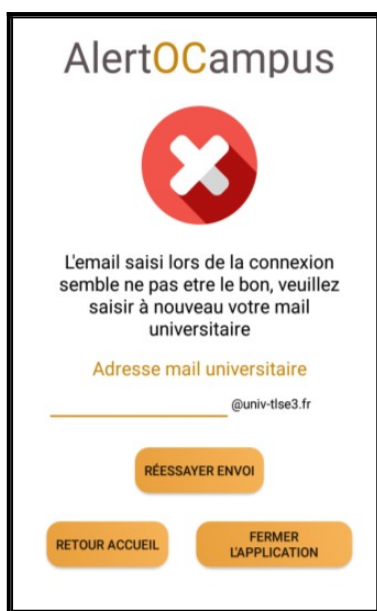 AlertOCampus
L'email saisi lors de la connexion
semble ne pas etre le bon, veuillez
saisir à nouveau votre mail
universitaire
Adresse mail universitaire
@univ-tlse3.fr
RÉESSAYER ENVOI
RETOUR ACCUEIL
FERMER
L'APPLICATION